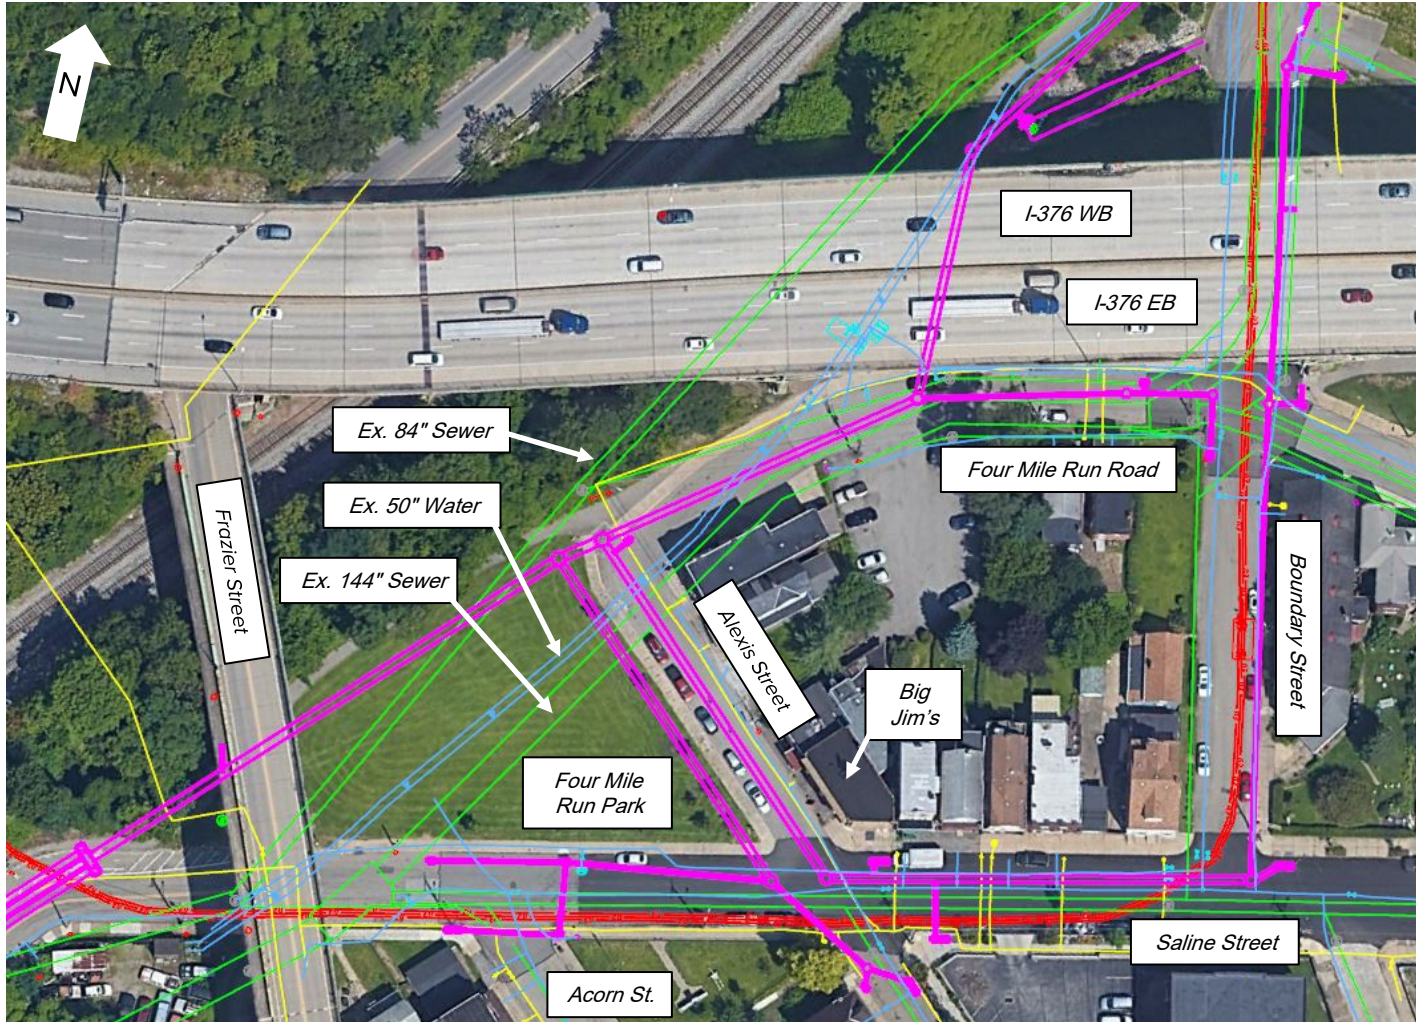 N
I-376 WB
I-376 EB
Ex. 84" Sewer
Four Mile Run Road
Ex. 50" Water
Frazier Street
Boundary Street
Ex. 144" Sewer
Alexis Street
Big
Jim's
Four Mile
Run Park
Saline Street
Acorn St.